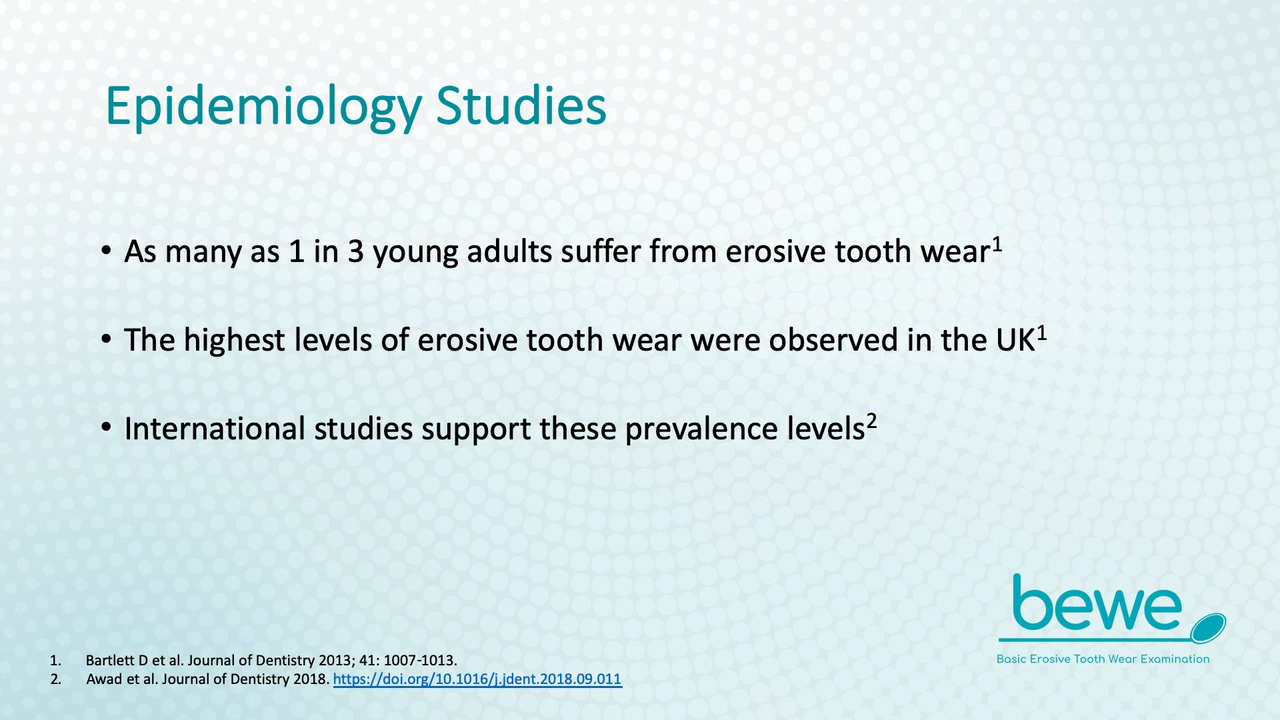 Epidemiology Studies
• As many as 1 in 3 young adults suffer from erosive tooth wear¹
• The highest levels of erosive tooth wear were observed in the UK¹
• International studies support these prevalence levels²
bewe
Basic Erosive Tooth Wear Examination
1. Bartlett D et al. Journal of Dentistry 2013; 41: 1007-1013.
2. Awad et al. Journal of Dentistry 2018. https://doi.org/10.1016/j.jdent.2018.09.011